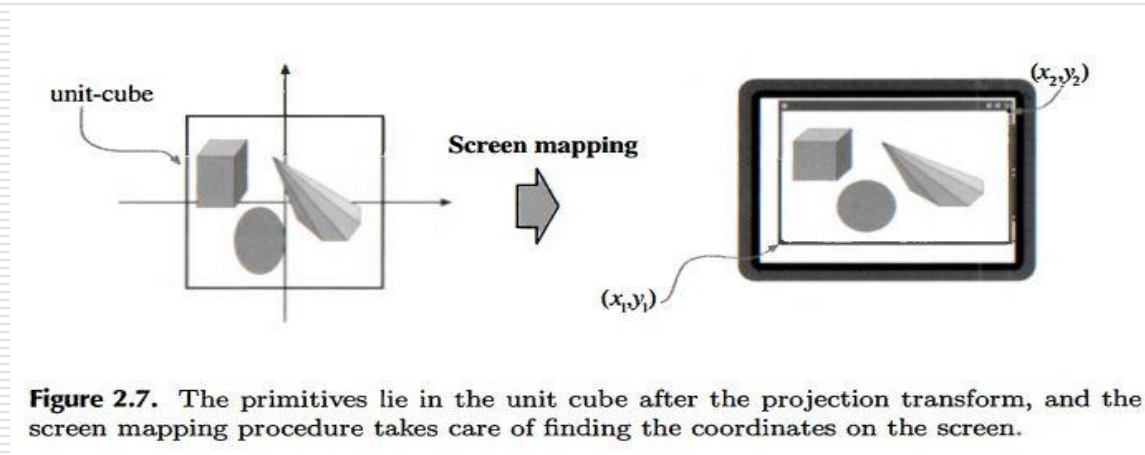 unit-cube
Screen mapping
(x₂,y₂)
(x₁,y₁)
Figure 2.7. The primitives lie in the unit cube after the projection transform, and the
screen mapping procedure takes care of finding the coordinates on the screen.